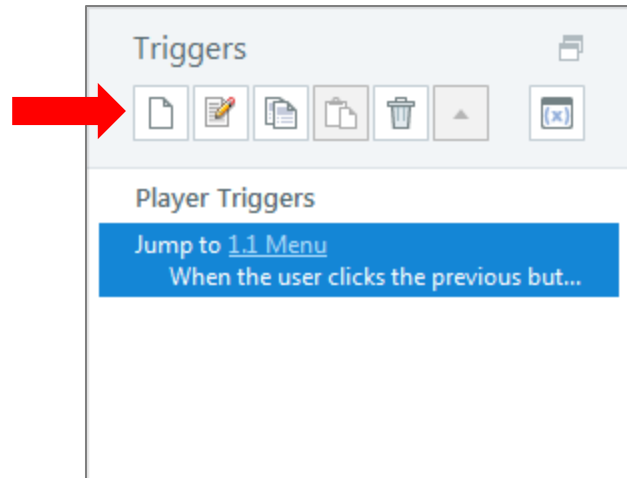 Triggers
(x)
Player Triggers
Jump to 1.1 Menu
When the user clicks the previous but...